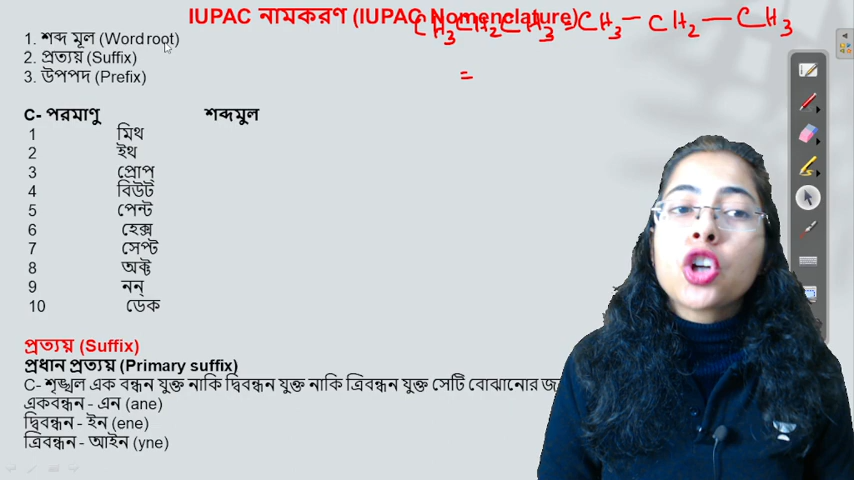 IUPAC নামকরণ (IUPAC Nomenclature)
CH3CH2CH3 CH3 — CH2 — CH3
=
1. শব্দ মূল (Word root)
2. প্রত্যয় (Suffix)
3. উপপদ (Prefix)
C- পরমাণু শব্দমুল
1 মিথ
2 ইথ
3 প্রোপ
4 বিউট
5 পেন্ট
6 হেক্স
7 সেপ্ট
8 অক্ট
9 নন্
10 ডেক
প্রত্যয় (Suffix)
প্রধান প্রত্যয় (Primary suffix)
C- শৃঙ্খল এক বন্ধন যুক্ত নাকি দ্বিবন্ধন যুক্ত নাকি ত্রিবন্ধন যুক্ত সেটি বোঝানোর
একবন্ধন - এন (ane)
দ্বিবন্ধন - ইন (ene)
ত্রিবন্ধন - আইন (yne)